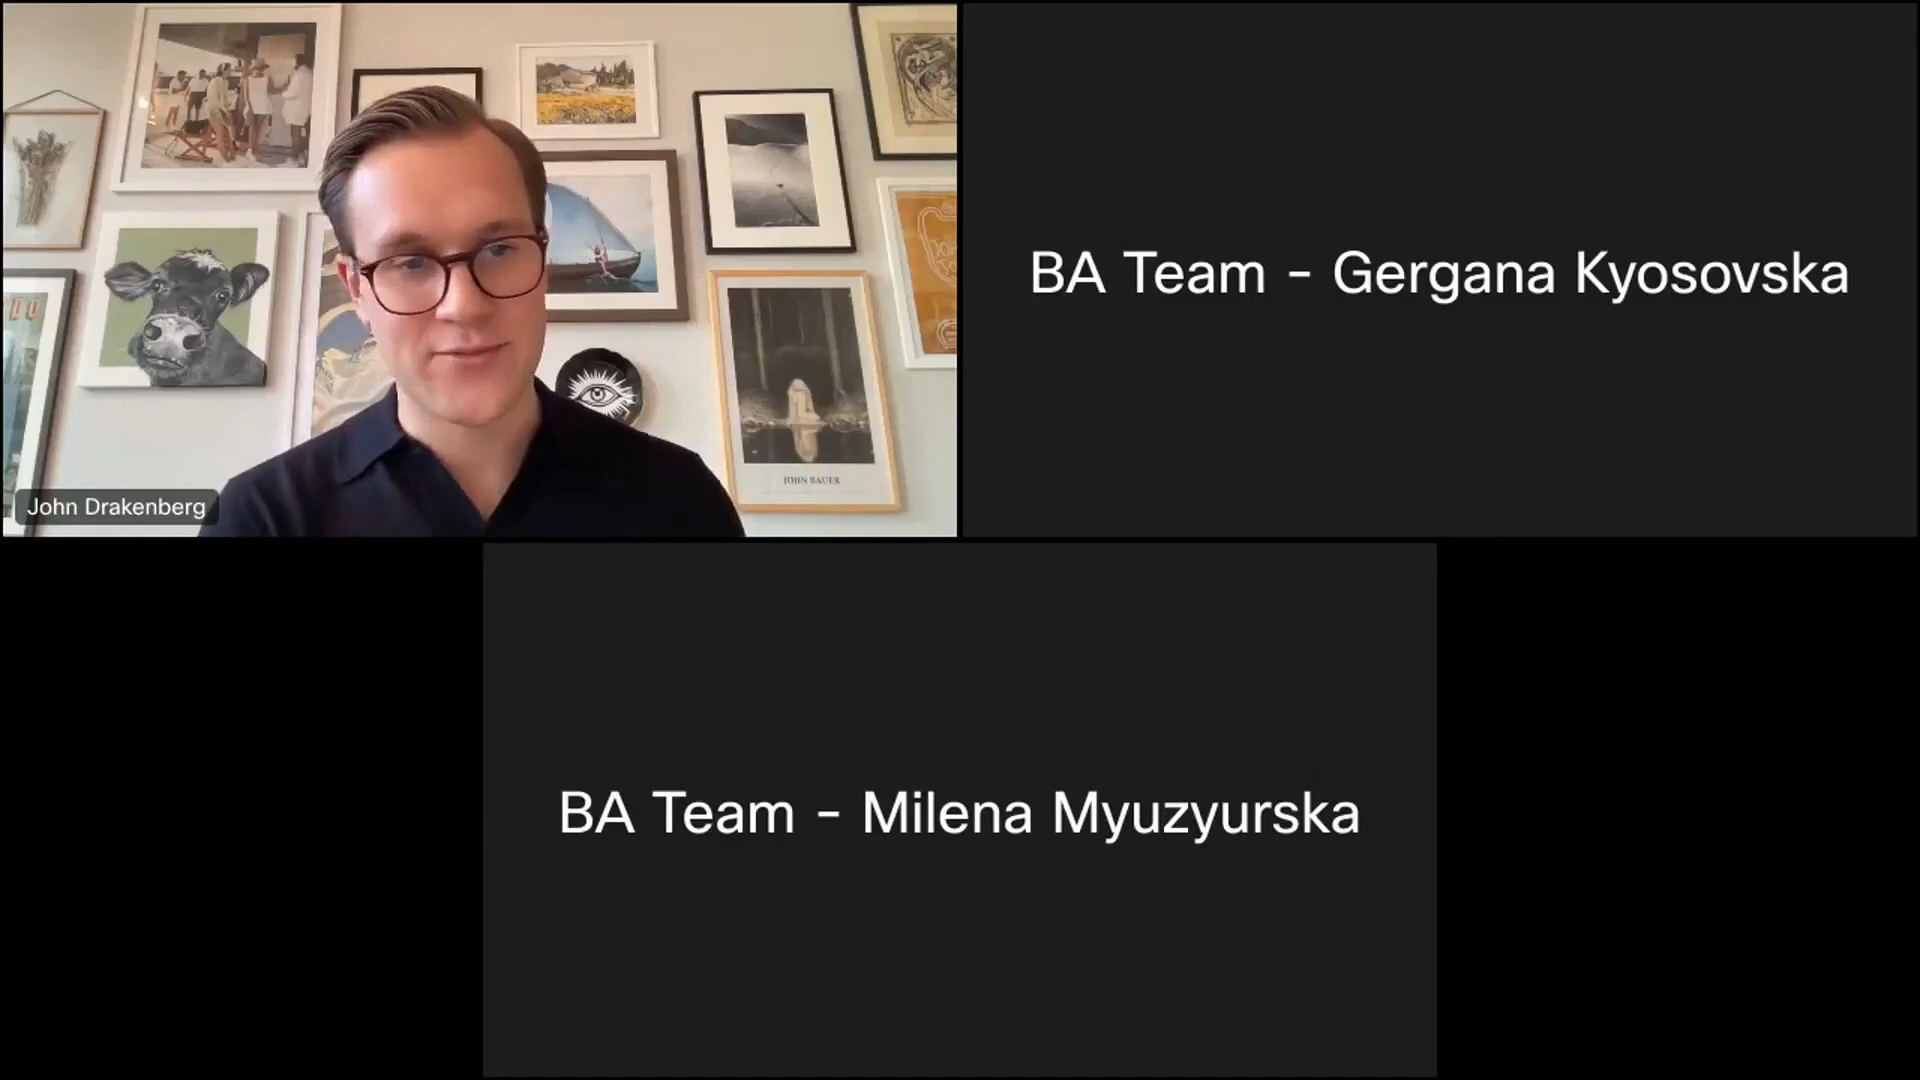 John Drakenberg
JOHN BAUER
BA Team - Gergana Kyosovska
BA Team - Milena Myuzyurska